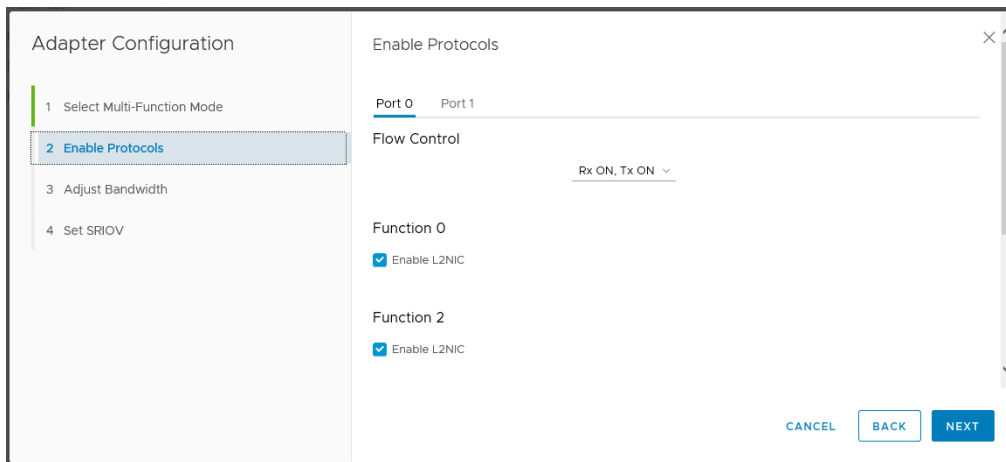 Adapter Configuration
1 Select Multi-Function Mode
2 Enable Protocols
3 Adjust Bandwidth
4 Set SRIOV
Enable Protocols
Port 0 Port 1
Flow Control
Rx ON, Tx ON
Function 0
Enable L2NIC
Function 2
Enable L2NIC
CANCEL BACK NEXT